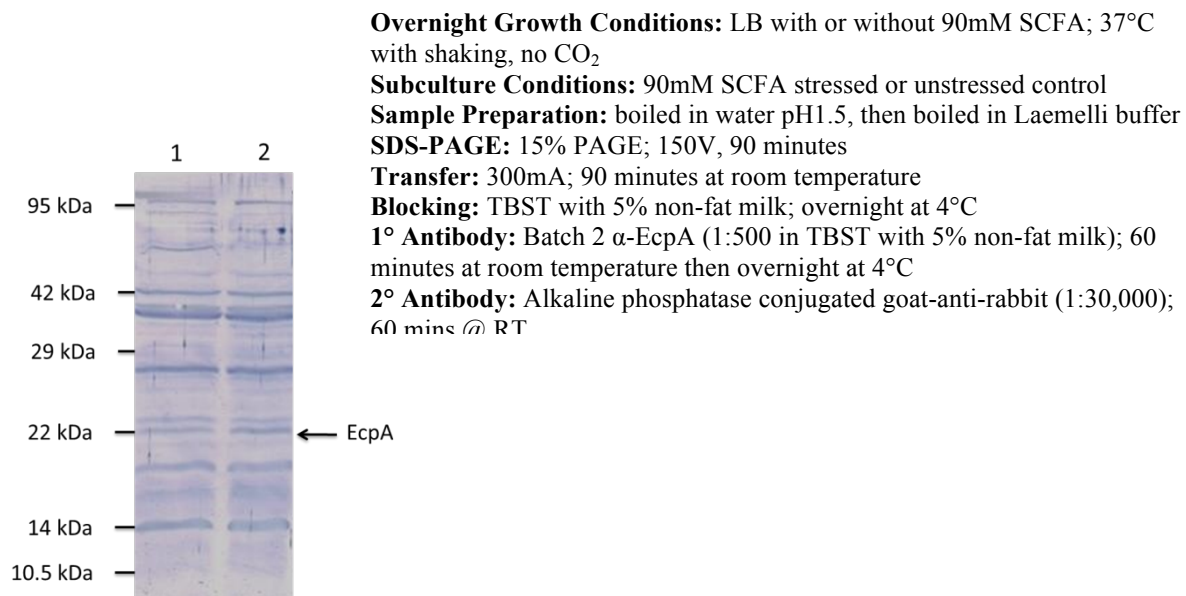 Overnight Growth Conditions: LB with or without 90mM SCFA; 37°C
with shaking, no CO₂
Subculture Conditions: 90mM SCFA stressed or unstressed control
Sample Preparation: boiled in water pH1.5, then boiled in Laemelli buffer
SDS-PAGE: 15% PAGE; 150V, 90 minutes
Transfer: 300mA; 90 minutes at room temperature
Blocking: TBST with 5% non-fat milk; overnight at 4°C
1° Antibody: Batch 2 α-EcpA (1:500 in TBST with 5% non-fat milk); 60
minutes at room temperature then overnight at 4°C
2° Antibody: Alkaline phosphatase conjugated goat-anti-rabbit (1:30,000);
60 mins @ RT
1 2
95 kDa
42 kDa
29 kDa
22 kDa
EcpA
14 kDa
10.5 kDa